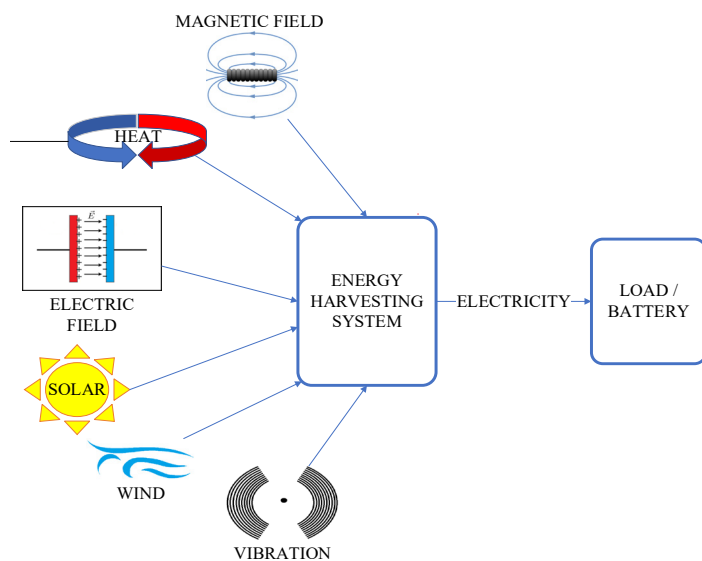 MAGNETIC FIELD
HEAT
E
ELECTRIC
FIELD
SOLAR
WIND
VIBRATION
ENERGY
HARVESTING
SYSTEM
ELECTRICITY
LOAD /
BATTERY